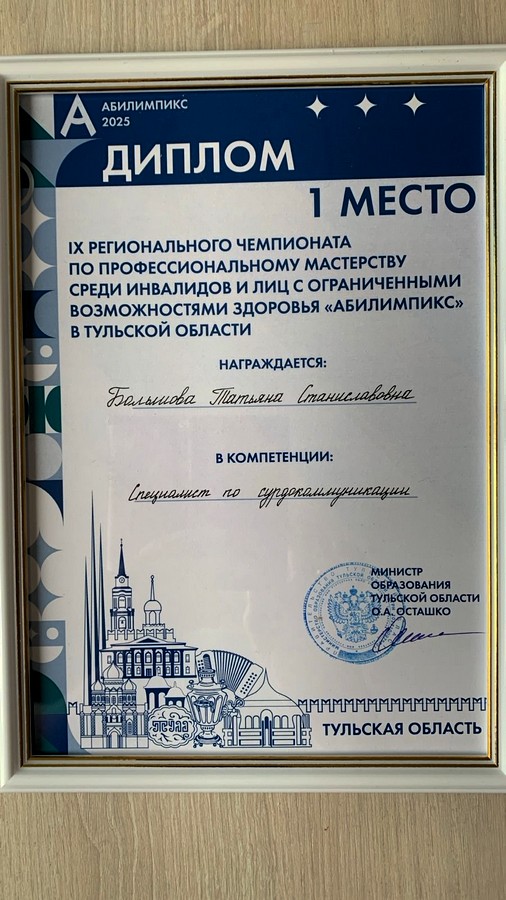 АБИЛИМПИКС
2025
ДИПЛОМ
1 МЕСТО
IX РЕГИОНАЛЬНОГО ЧЕМПИОНАТА
ПО ПРОФЕССИОНАЛЬНОМУ МАСТЕРСТВУ
СРЕДИ ИНВАЛИДОВ И ЛИЦ С ОГРАНИЧЕННЫМИ
ВОЗМОЖНОСТЯМИ ЗДОРОВЬЯ «АБИЛИМПИКС»
В ТУЛЬСКОЙ ОБЛАСТИ
НАГРАЖДАЕТСЯ:
Большова Татьяна Станиславовна
В КОМПЕТЕНЦИИ:
Специалист по сурдокоммуникации
МИНИСТР
ОБРАЗОВАНИЯ
ТУЛЬСКОЙ ОБЛАСТИ
О.А. ОСТАШКО
ТУЛА
ТУЛЬСКАЯ ОБЛАСТЬ